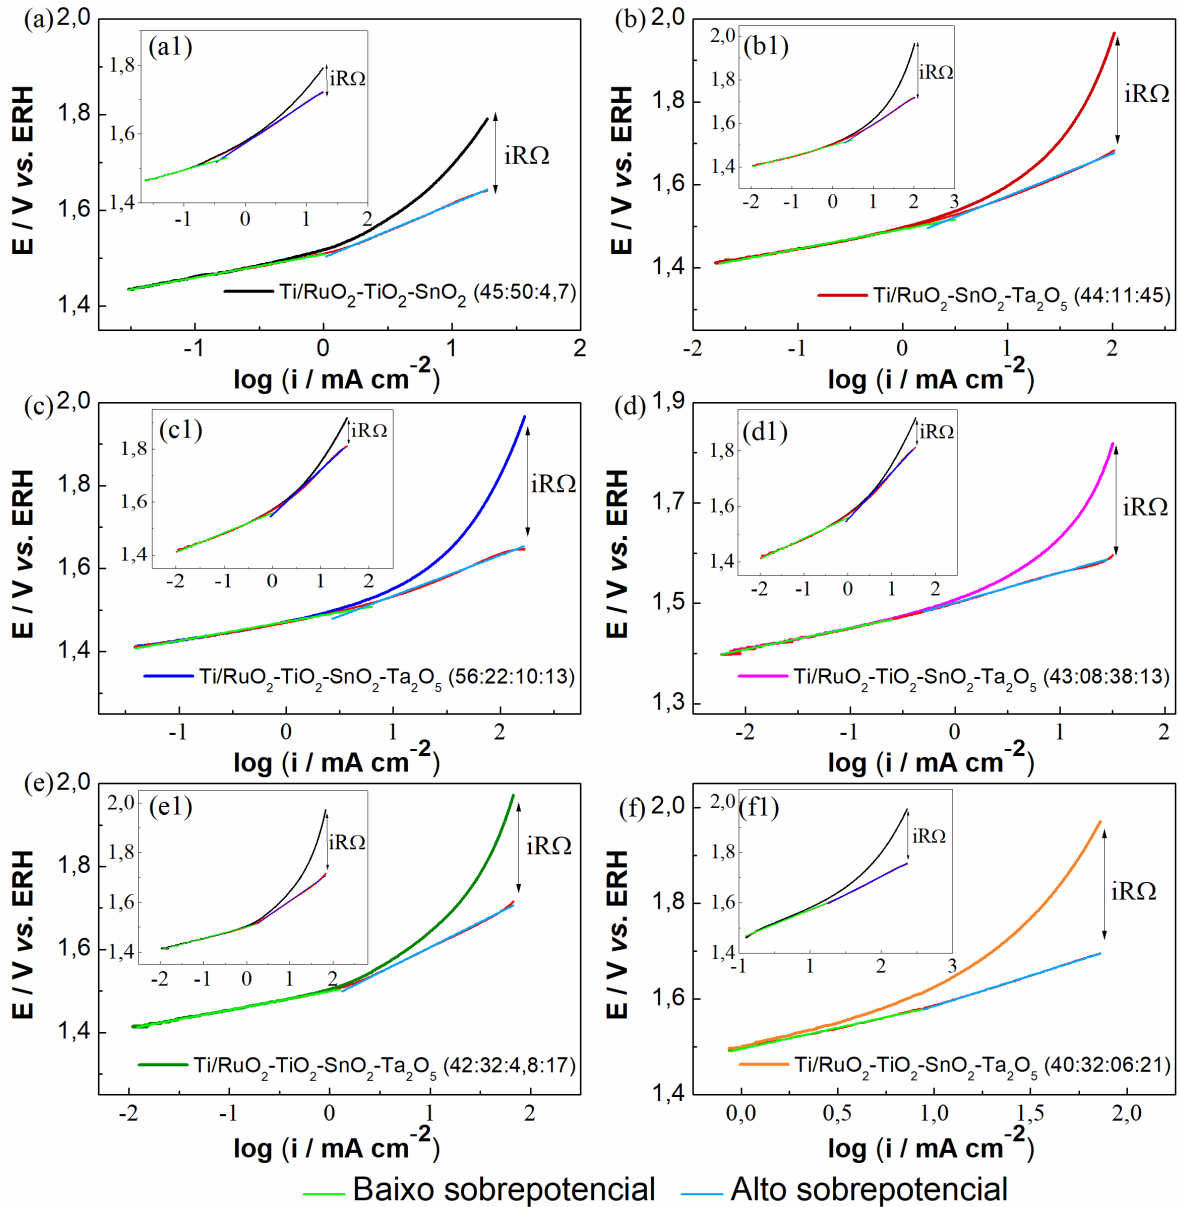 (a)
2,0
1,8
1,6
1,4
E / V vs. ERH
(a1)
1,8
1,6
1,4
-1 0 1 2
iRΩ
iRΩ
Ti/RuO₂-TiO₂-SnO₂ (45:50:4,7)
-1 0 1 2
log (i / mA cm⁻²)
(b)
2,0
1,8
1,6
1,4
E / V vs. ERH
(b1)
2,0
1,8
1,6
1,4
-2 -1 0 1 2 3
iRΩ
iRΩ
Ti/RuO₂-SnO₂-Ta₂O₅ (44:11:45)
-2 -1 0 1 2
log (i / mA cm⁻²)
(c)
2,0
1,8
1,6
1,4
E / V vs. ERH
(c1)
1,8
1,6
1,4
-2 -1 0 1 2
iRΩ
iRΩ
Ti/RuO₂-TiO₂-SnO₂-Ta₂O₅ (56:22:10:13)
-1 0 1 2
log (i / mA cm⁻²)
(d)
1,9
1,7
1,5
1,3
E / V vs. ERH
(d1)
1,8
1,6
1,4
-2 -1 0 1 2
iRΩ
iRΩ
Ti/RuO₂-TiO₂-SnO₂-Ta₂O₅ (43:08:38:13)
-2 -1 0 1 2
log (i / mA cm⁻²)
(e)
2,0
1,8
1,6
1,4
E / V vs. ERH
(e1)
2,0
1,8
1,6
1,4
-2 -1 0 1 2
iRΩ
iRΩ
Ti/RuO₂-TiO₂-SnO₂-Ta₂O₅ (42:32:4,8:17)
-2 -1 0 1 2
log (i / mA cm⁻²)
(f)
2,0
1,8
1,6
1,4
E / V vs. ERH
(f1)
2,0
1,8
1,6
1,4
-1 1 2 3
iRΩ
iRΩ
Ti/RuO₂-TiO₂-SnO₂-Ta₂O₅ (40:32:06:21)
0,0 0,5 1,0 1,5 2,0
log (i / mA cm⁻²)
Baixo sobrepotencial Alto sobrepotencial